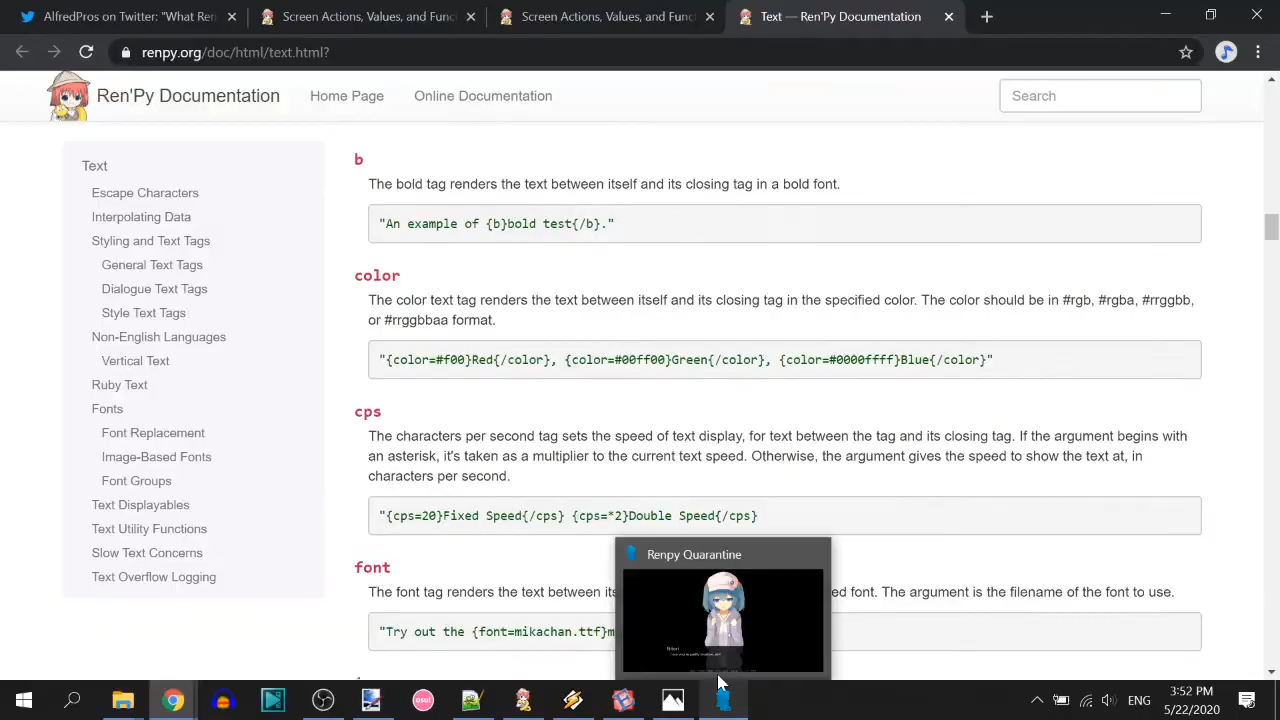 AlfredPros on Twitter: "What Ren
Screen Actions, Values, and Func
Screen Actions, Values, and Func
Text — Ren'Py Documentation
renpy.org/doc/html/text.html?
Ren'Py Documentation
Home Page
Online Documentation
Search
Text
Escape Characters
Interpolating Data
Styling and Text Tags
General Text Tags
Dialogue Text Tags
Style Text Tags
Non-English Languages
Vertical Text
Ruby Text
Fonts
Font Replacement
Image-Based Fonts
Font Groups
Text Displayables
Text Utility Functions
Slow Text Concerns
Text Overflow Logging
b
The bold tag renders the text between itself and its closing tag in a bold font.
"An example of {b}bold test{/b}."
color
The color text tag renders the text between itself and its closing tag in the specified color. The color should be in #rgb, #rgba, #rrggbb,
or #rrggbbaa format.
"{color=#f00}Red{/color}, {color=#00ff00}Green{/color}, {color=#0000ffff}Blue{/color}"
cps
The characters per second tag sets the speed of text display, for text between the tag and its closing tag. If the argument begins with
an asterisk, it's taken as a multiplier to the current text speed. Otherwise, the argument gives the speed to show the text at, in
characters per second.
"{cps=20}Fixed Speed{/cps} {cps=*2}Double Speed{/cps}
font
The font tag renders the text between its
ed font. The argument is the filename of the font to use.
"Try out the {font=mikachan.ttf}m
Renpy Quarantine
osu!
ENG
3:52 PM
5/22/2020